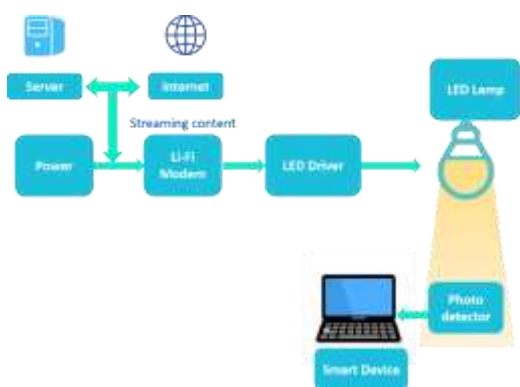 Server
Internet
LED Lamp
Streaming content
Power
Li-Fi
Modem
LED Driver
Photo
detector
Smart Device